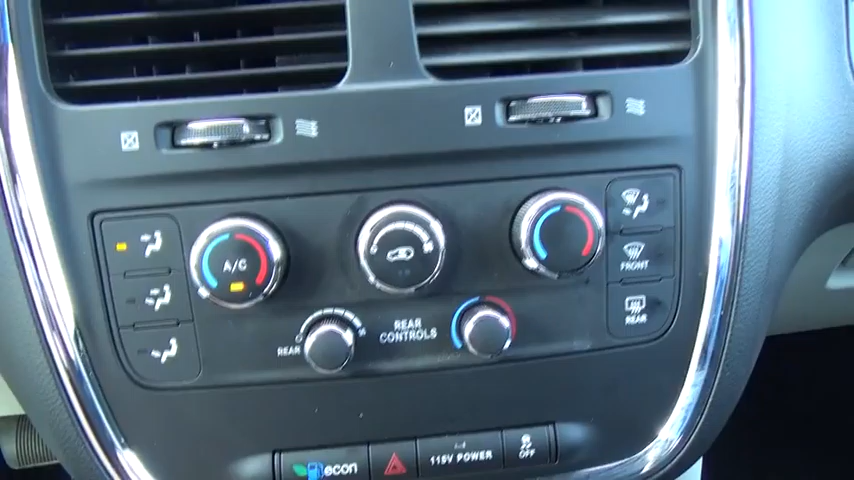 A/C
FRONT
REAR
REAR
REAR
CONTROLS
econ
115V POWER
OFF